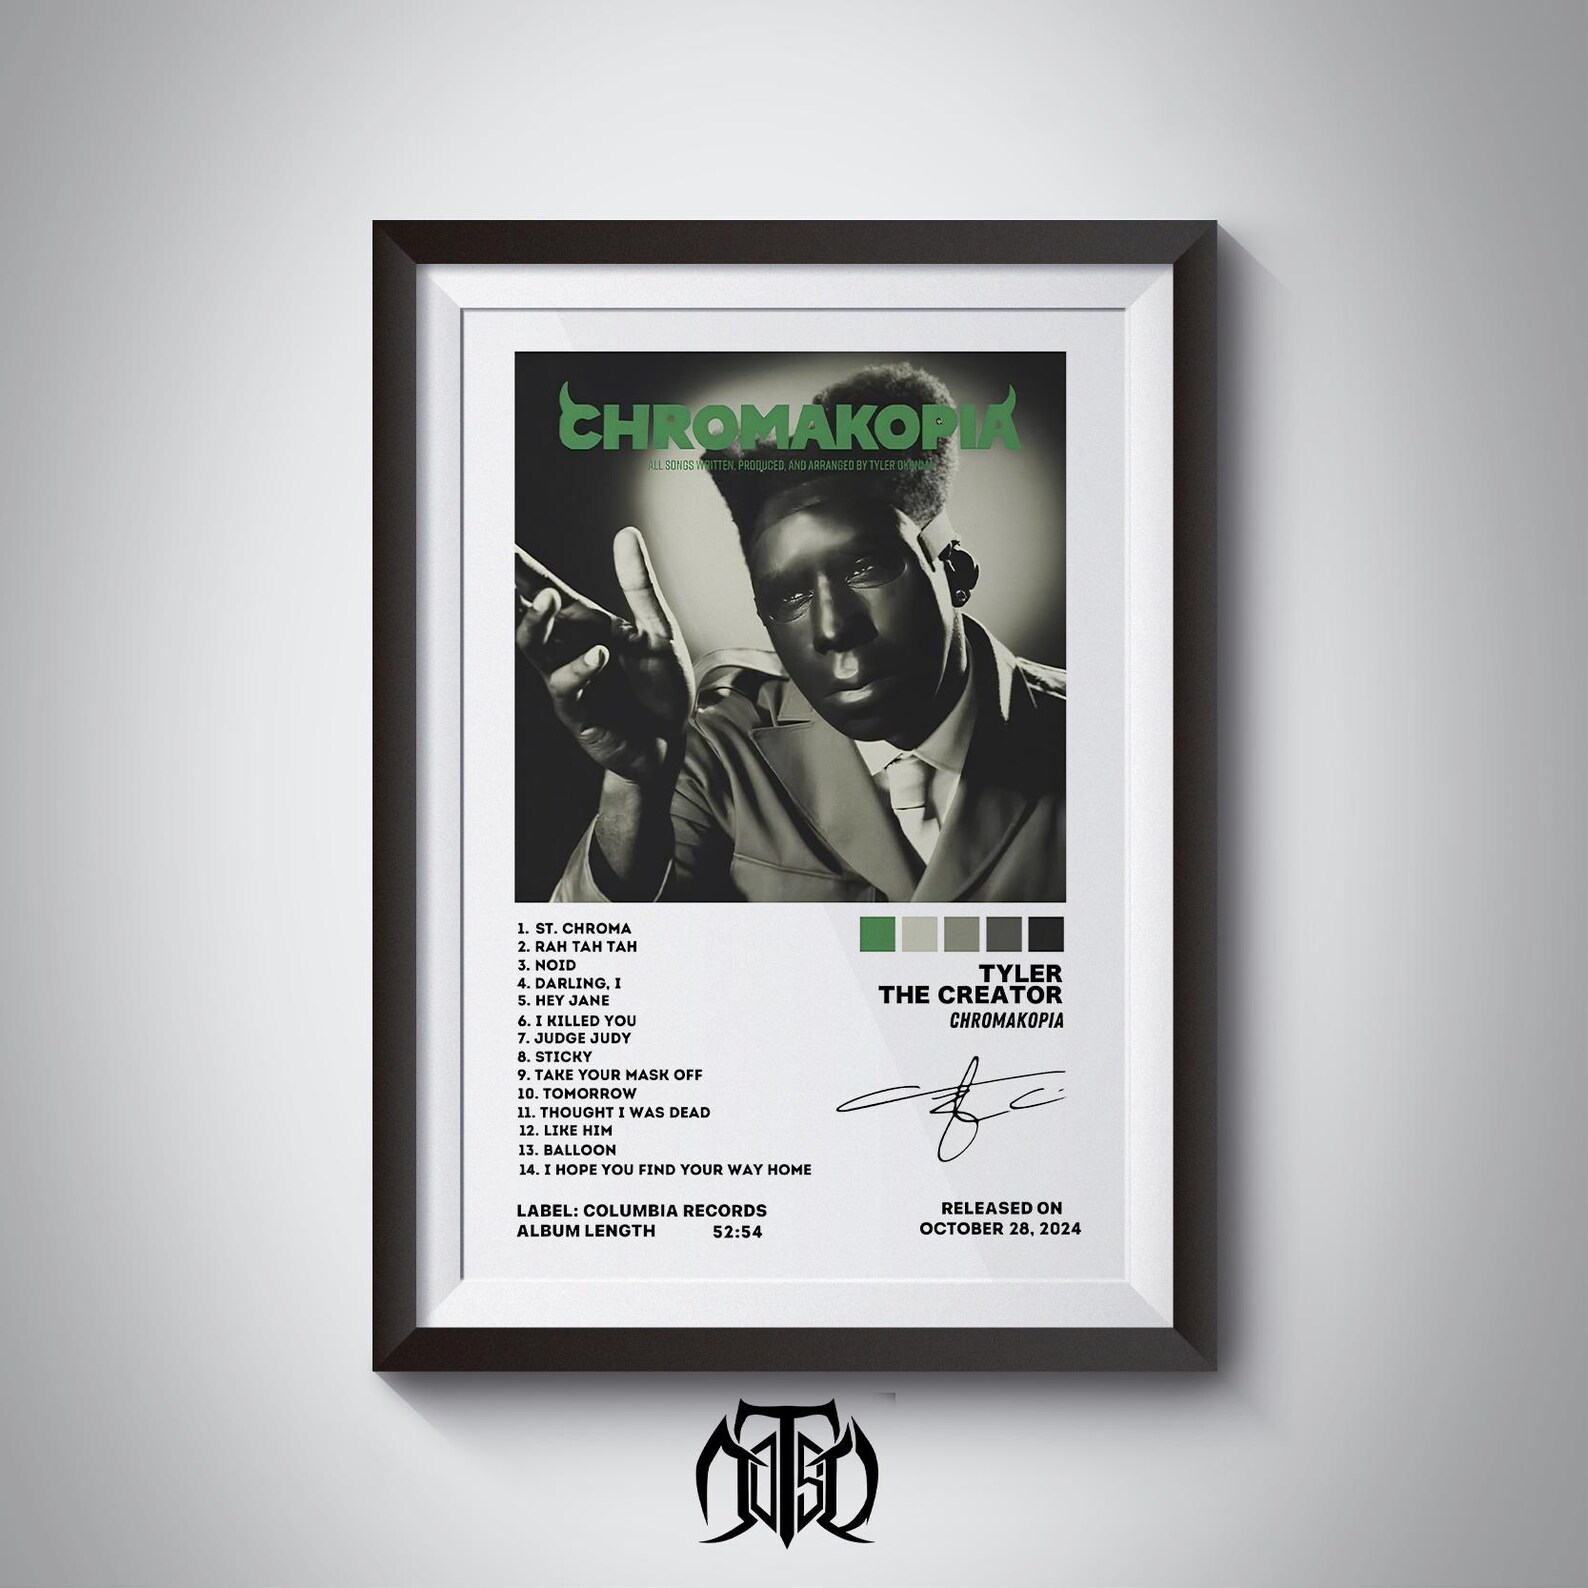 CHROMAKOPIA
ALL SONGS WRITTEN, PRODUCED, AND ARRANGED BY TYLER OKONMA
1. ST. CHROMA
2. RAH TAH TAH
3. NOID
4. DARLING, I
5. HEY JANE
6. I KILLED YOU
7. JUDGE JUDY
8. STICKY
9. TAKE YOUR MASK OFF
10. TOMORROW
11. THOUGHT I WAS DEAD
12. LIKE HIM
13. BALLOON
14. I HOPE YOU FIND YOUR WAY HOME
TYLER
THE CREATOR
CHROMAKOPIA
LABEL: COLUMBIA RECORDS
ALBUM LENGTH 52:54
RELEASED ON
OCTOBER 28, 2024